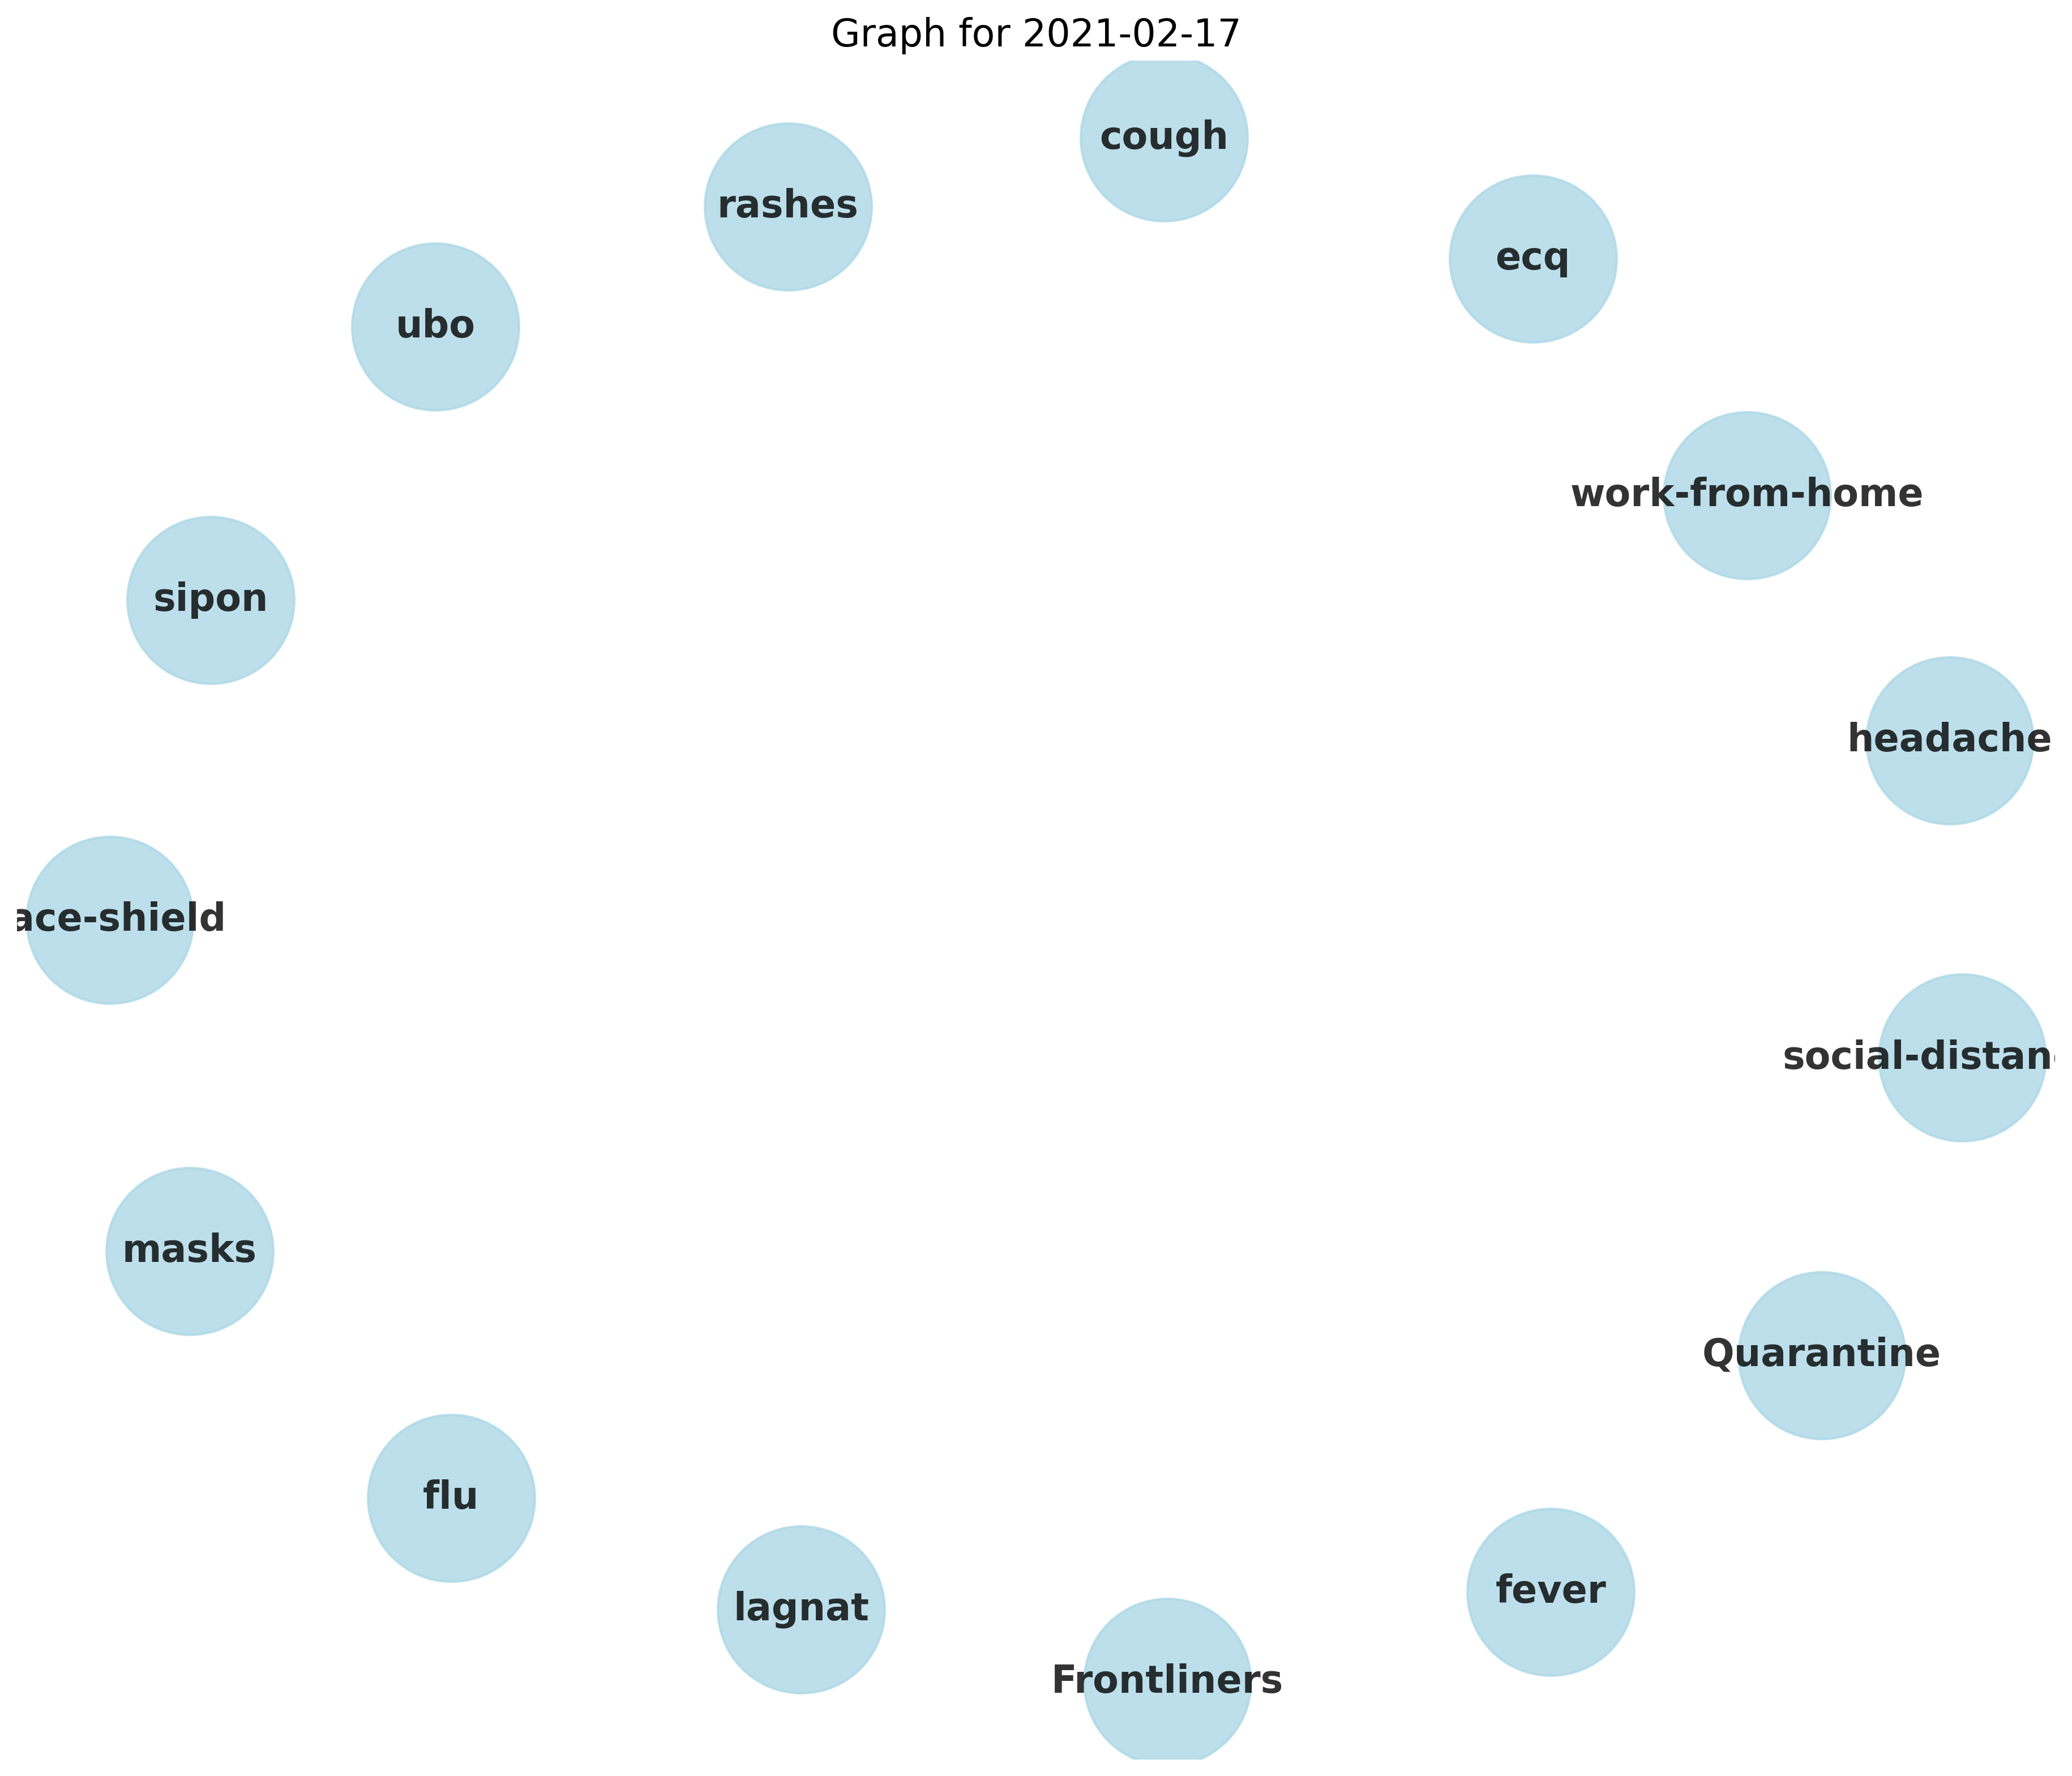 Graph for 2021-02-17
cough
rashes
ecq
ubo
work-from-home
sipon
headache
ace-shield
social-distan
masks
Quarantine
flu
fever
lagnat
Frontliners